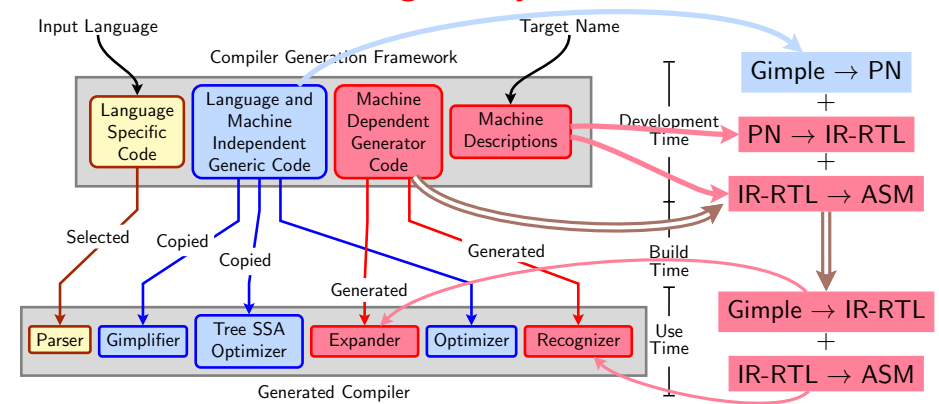 Input Language
Target Name
Compiler Generation Framework
Language
Specific
Code
Language and
Machine
Independent
Generic Code
Machine
Dependent
Generator
Code
Machine
Descriptions
Development
Time
Gimple → PN
+
PN → IR-RTL
+
IR-RTL → ASM
Selected
Copied
Copied
Generated
Generated
Build
Time
Gimple → IR-RTL
+
IR-RTL → ASM
Use
Time
Parser
Gimplifier
Tree SSA
Optimizer
Expander
Optimizer
Recognizer
Generated Compiler